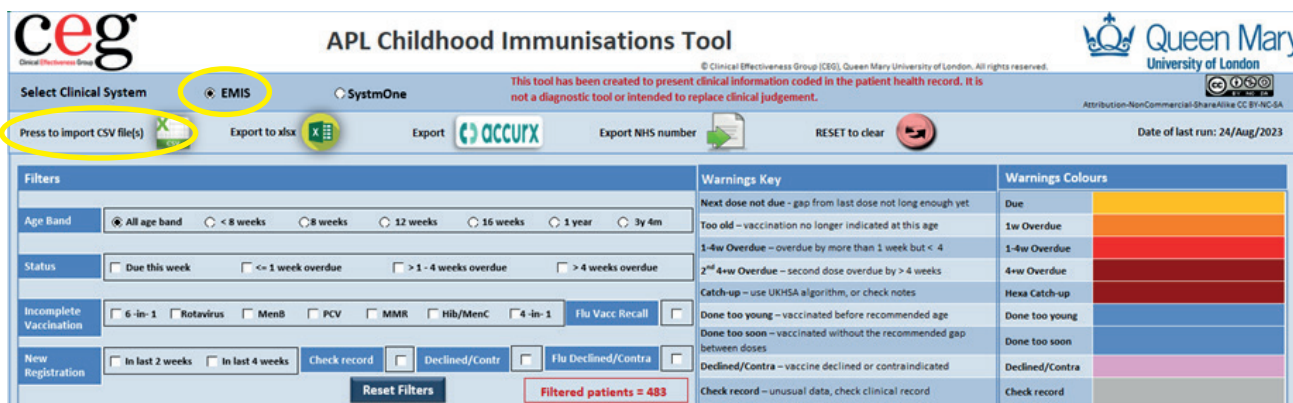 ceg
Clinical Effectiveness Group
APL Childhood Immunisations Tool
© Clinical Effectiveness Group (CEG), Queen Mary University of London. All rights reserved.
Queen Mary
University of London
Select Clinical System
EMIS
SystmOne
This tool has been created to present clinical information coded in the patient health record. It is
not a diagnostic tool or intended to replace clinical judgement.
cc
BY NC SA
Attribution-NonCommercial-ShareAlike CC BY-NC-SA
Press to import CSV file(s)
CSV
Export to xlsx
Export
accurx
Export NHS number
RESET to clear
Date of last run: 24/Aug/2023
Filters
Age Band
All age band
< 8 weeks
8 weeks
12 weeks
16 weeks
1 year
3y 4m
Status
Due this week
<= 1 week overdue
> 1 - 4 weeks overdue
> 4 weeks overdue
Incomplete
Vaccination
6 -in- 1
Rotavirus
MenB
PCV
MMR
Hib/MenC
4 -in- 1
Flu Vacc Recall
New
Registration
In last 2 weeks
In last 4 weeks
Check record
Declined/Contr
Flu Declined/Contra
Reset Filters
Filtered patients = 483
Warnings Key
Next dose not due - gap from last dose not long enough yet
Too old – vaccination no longer indicated at this age
1-4w Overdue – overdue by more than 1 week but < 4
2nd 4+w Overdue – second dose overdue by > 4 weeks
Catch-up – use UKHSA algorithm, or check notes
Done too young – vaccinated before recommended age
Done too soon – vaccinated without the recommended gap
between doses
Declined/Contra – vaccine declined or contraindicated
Check record – unusual data, check clinical record
Warnings Colours
Due
1w Overdue
1-4w Overdue
4+w Overdue
Hexa Catch-up
Done too young
Done too soon
Declined/Contra
Check record